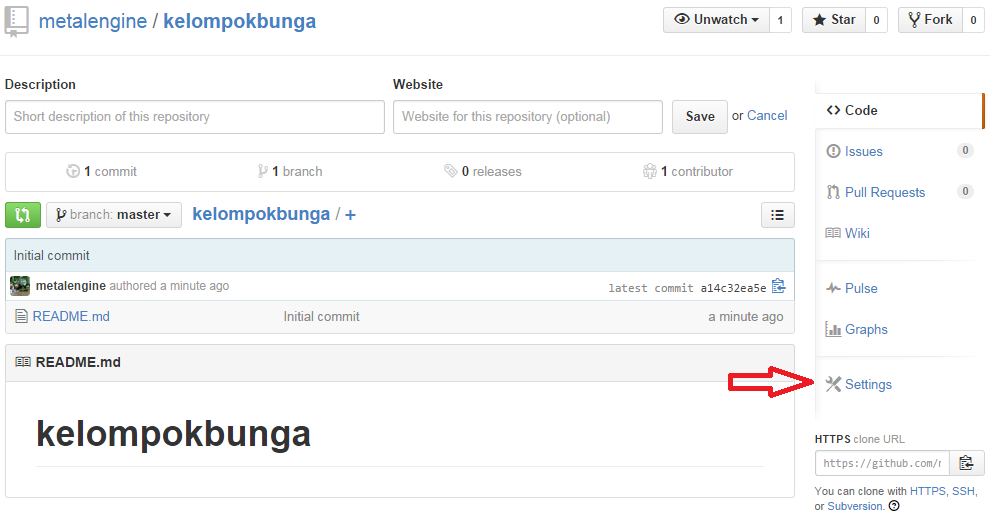 metalengine / kelompokbunga
Unwatch 1
Star 0
Fork 0
Description
Website
Short description of this repository
Website for this repository (optional)
Save or Cancel
1 commit
1 branch
0 releases
1 contributor
branch: master
kelompokbunga / +
Initial commit
metalengine authored a minute ago
latest commit a14c32ea5e
README.md
Initial commit
a minute ago
README.md
kelompokbunga
Code
Issues 0
Pull Requests 0
Wiki
Pulse
Graphs
Settings
HTTPS clone URL
https://github.com/r
You can clone with HTTPS, SSH,
or Subversion.